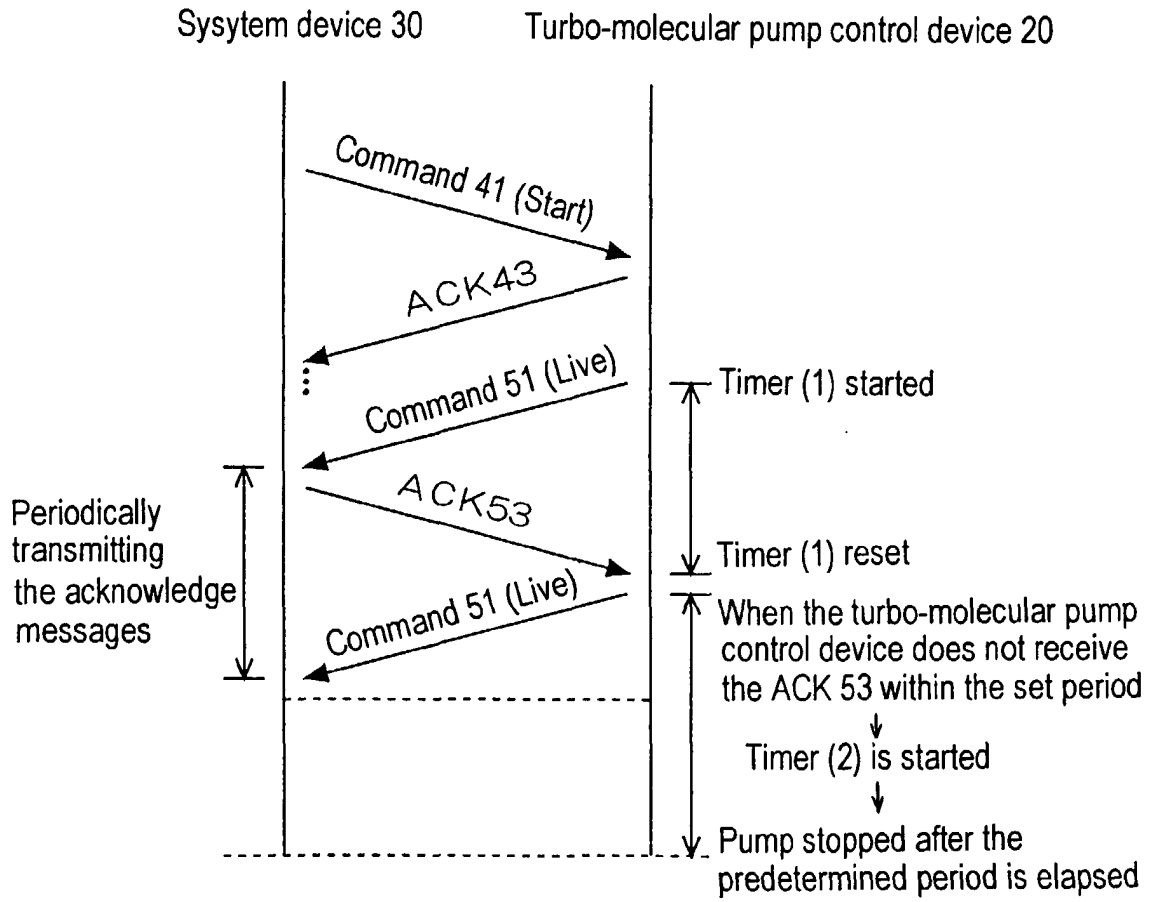 Sysytem device 30
Turbo-molecular pump control device 20
Command 41 (Start)
ACK43
Command 51 (Live)
Timer (1) started
ACK53
Periodically
transmitting
the acknowledge
messages
Timer (1) reset
Command 51 (Live)
When the turbo-molecular pump
control device does not receive
the ACK 53 within the set period
Timer (2) is started
Pump stopped after the
predetermined period is elapsed